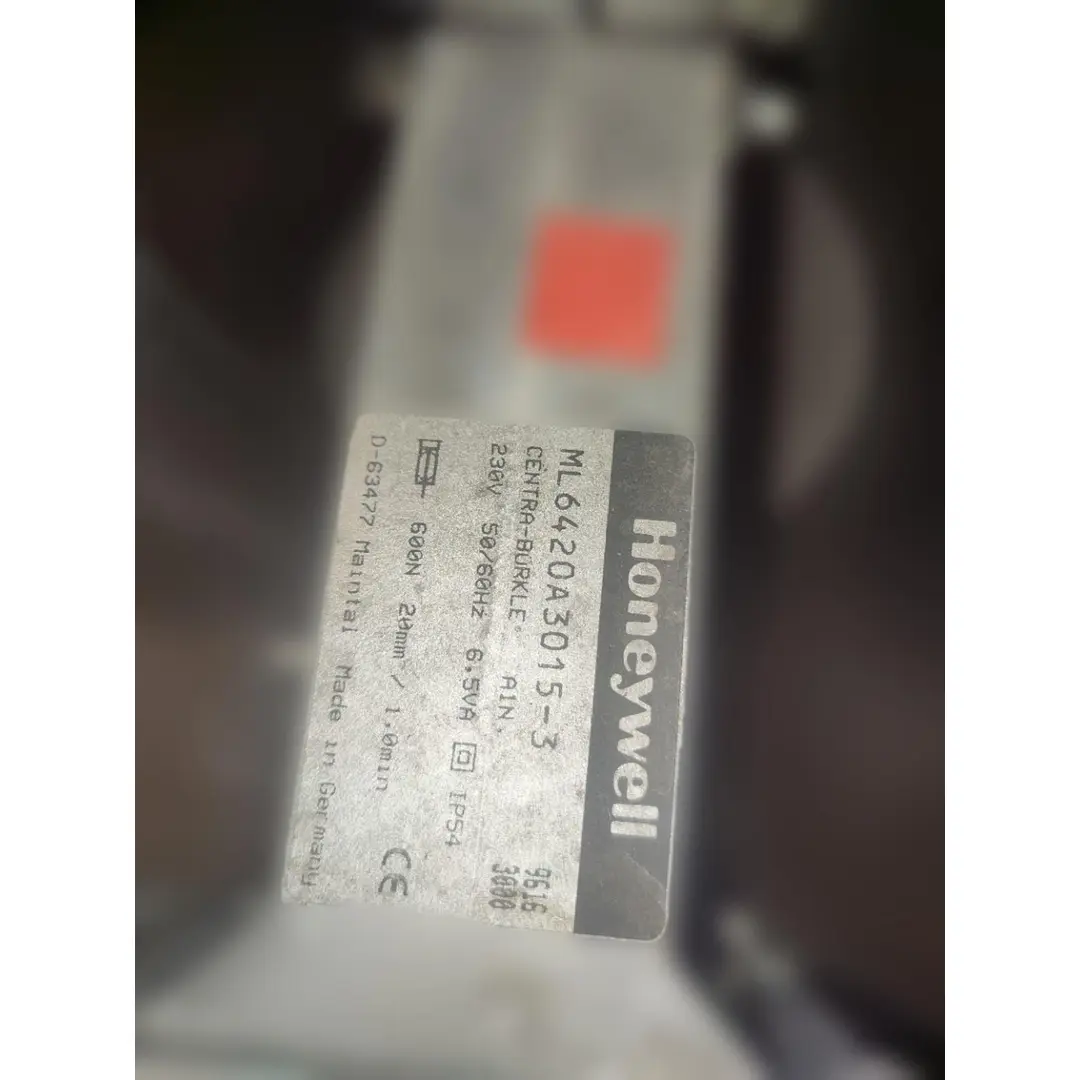 Honeywell
ML6420A3015-3
CENTRA-BÜRKLE. AIN. 9616
230V 50/60Hz 6,5VA IP54 3000
600N 20mm / 1.0min CE
D-63477 Maintal Made in Germany